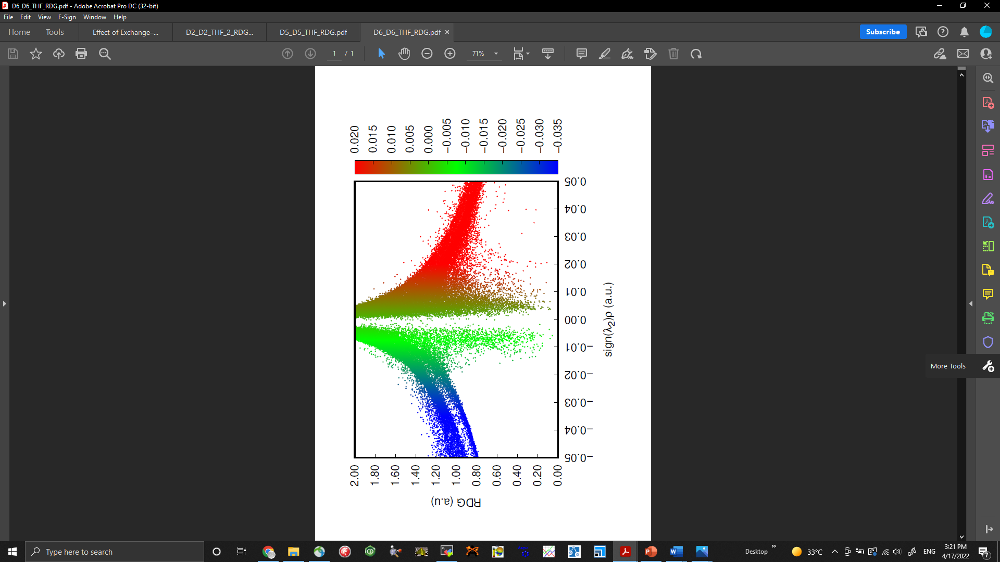 D6_D6_THF_RDG.pdf - Adobe Acrobat Pro DC (32-bit)
File Edit View E-Sign Window Help
Home Tools Effect of Exchange–... D2_D2_THF_2_RDG... D5_D5_THF_RDG.pdf D6_D6_THF_RDG.pdf × Subscribe
1 / 1 71%
0.020 0.015 0.010 0.005 0.000 −0.005 −0.010 −0.015 −0.020 −0.025 −0.030 −0.035
0.05
0.04
0.03
0.02
0.01
0.00
−0.01
−0.02
−0.03
−0.04
−0.05
sign(λ2)ρ (a.u.)
More Tools
2.00 1.80 1.60 1.40 1.20 1.00 0.80 0.60 0.40 0.20 0.00
RDG (a.u)
Type here to search
CD
Desktop
33°C
ENG
3:21 PM
4/17/2022
7